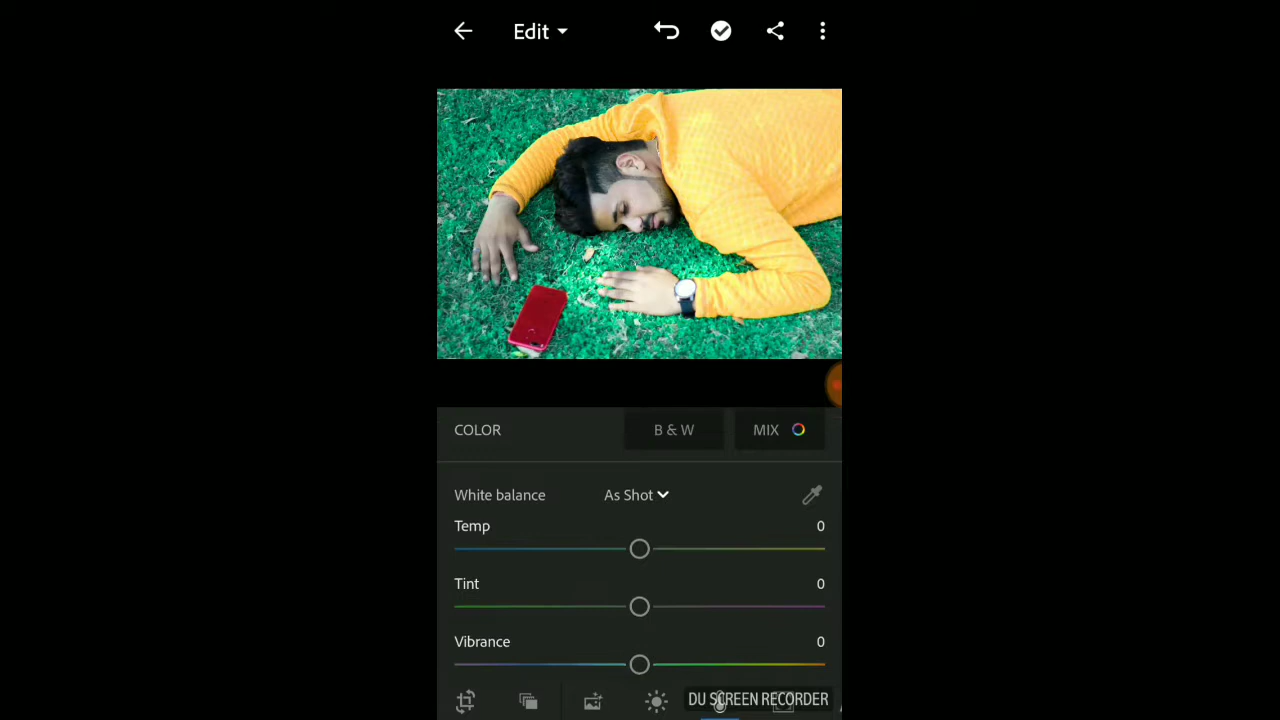 Edit
COLOR B & W MIX
White balance As Shot
Temp 0
Tint 0
Vibrance 0
DU SCREEN RECORDER